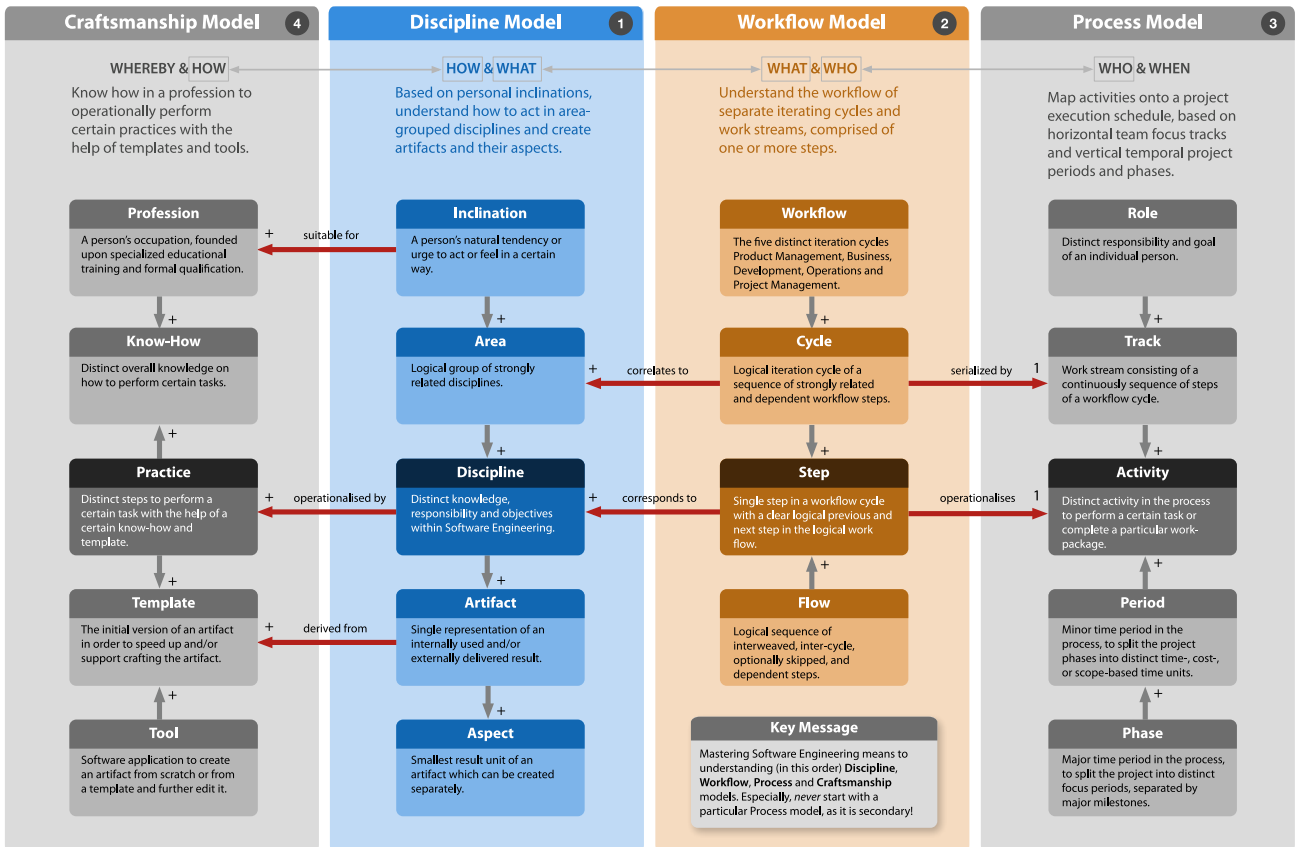 Craftsmanship Model 4
WHEREBY & HOW
Know how in a profession to
operationally perform
certain practices with the
help of templates and tools.
Profession
A person's occupation, founded
upon specialized educational
training and formal qualification.
+
Know-How
Distinct overall knowledge on
how to perform certain tasks.
+
Practice
Distinct steps to perform a
certain task with the help of a
certain know-how and
template.
+
Template
The initial version of an artifact
in order to speed up and/or
support crafting the artifact.
+
Tool
Software application to create
an artifact from scratch or from
a template and further edit it.
+ suitable for
+ operationalised by
+ derived from
Discipline Model 1
HOW & WHAT
Based on personal inclinations,
understand how to act in area-
grouped disciplines and create
artifacts and their aspects.
Inclination
A person's natural tendency or
urge to act or feel in a certain
way.
+
Area
Logical group of strongly
related disciplines.
+
Discipline
Distinct knowledge,
responsibility and objectives
within Software Engineering.
+
Artifact
Single representation of an
internally used and/or
externally delivered result.
+
Aspect
Smallest result unit of an
artifact which can be created
separately.
+ correlates to
+ corresponds to
Workflow Model 2
WHAT & WHO
Understand the workflow of
separate iterating cycles and
work streams, comprised of
one or more steps.
Workflow
The five distinct iteration cycles
Product Management, Business,
Development, Operations and
Project Management.
+
Cycle
Logical iteration cycle of a
sequence of strongly related
and dependent workflow steps.
+
Step
Single step in a workflow cycle
with a clear logical previous and
next step in the logical work
flow.
+
Flow
Logical sequence of
interweaved, inter-cycle,
optionally skipped, and
dependent steps.
Key Message
Mastering Software Engineering means to
understanding (in this order) Discipline,
Workflow, Process and Craftsmanship
models. Especially, never start with a
particular Process model, as it is secondary!
serialized by 1
operationalises 1
Process Model 3
WHO & WHEN
Map activities onto a project
execution schedule, based on
horizontal team focus tracks
and vertical temporal project
periods and phases.
Role
Distinct responsibility and goal
of an individual person.
+
Track
Work stream consisting of a
continuously sequence of steps
of a workflow cycle.
+
Activity
Distinct activity in the process
to perform a certain task or
complete a particular work-
package.
+
Period
Minor time period in the
process, to split the project
phases into distinct time-, cost-,
or scope-based time units.
+
Phase
Major time period in the process,
to split the project into distinct
focus periods, separated by
major milestones.